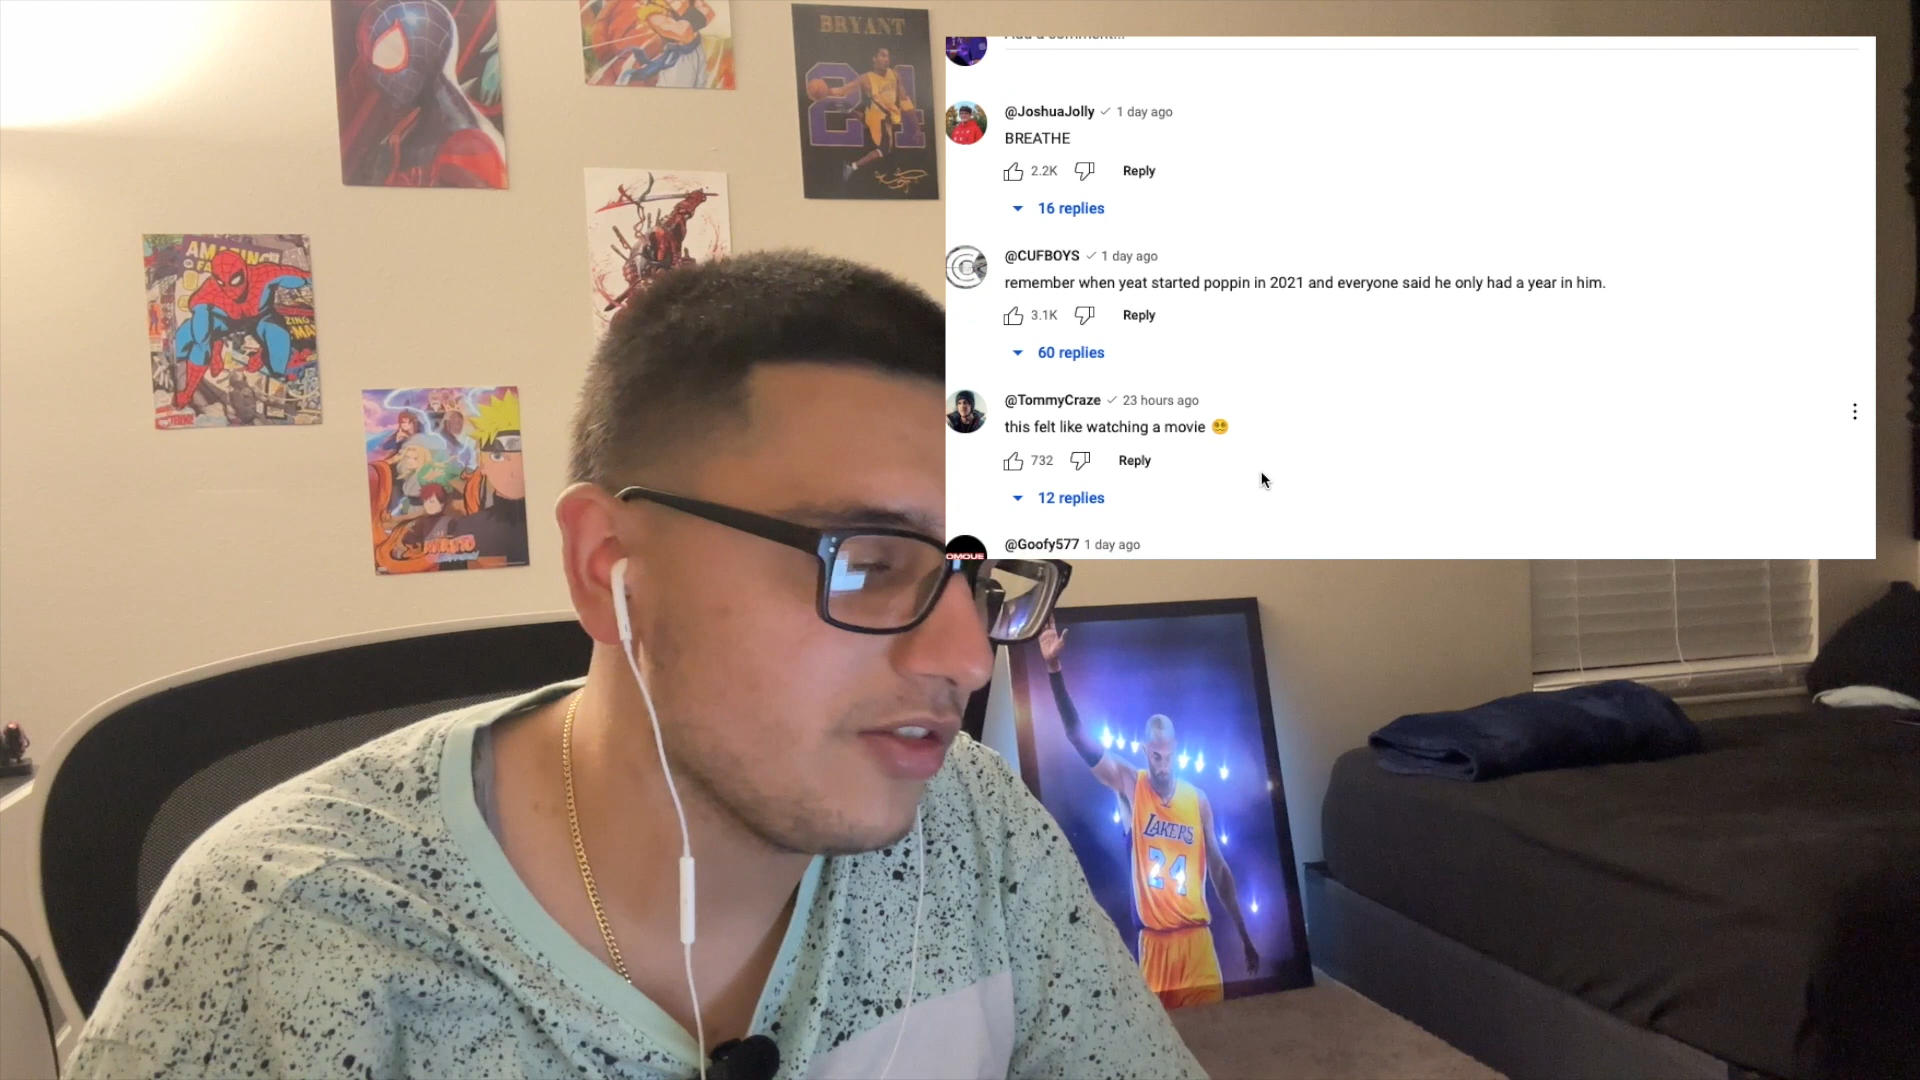 BRYANT
24
AMAZING
@JoshuaJolly 1 day ago
BREATHE
2.2K Reply
16 replies
@CUFBOYS 1 day ago
remember when yeat started poppin in 2021 and everyone said he only had a year in him.
3.1K Reply
60 replies
@TommyCraze 23 hours ago
this felt like watching a movie 😵‍💫
732 Reply
12 replies
@Goofy577 1 day ago
NARUTO
LAKERS
24